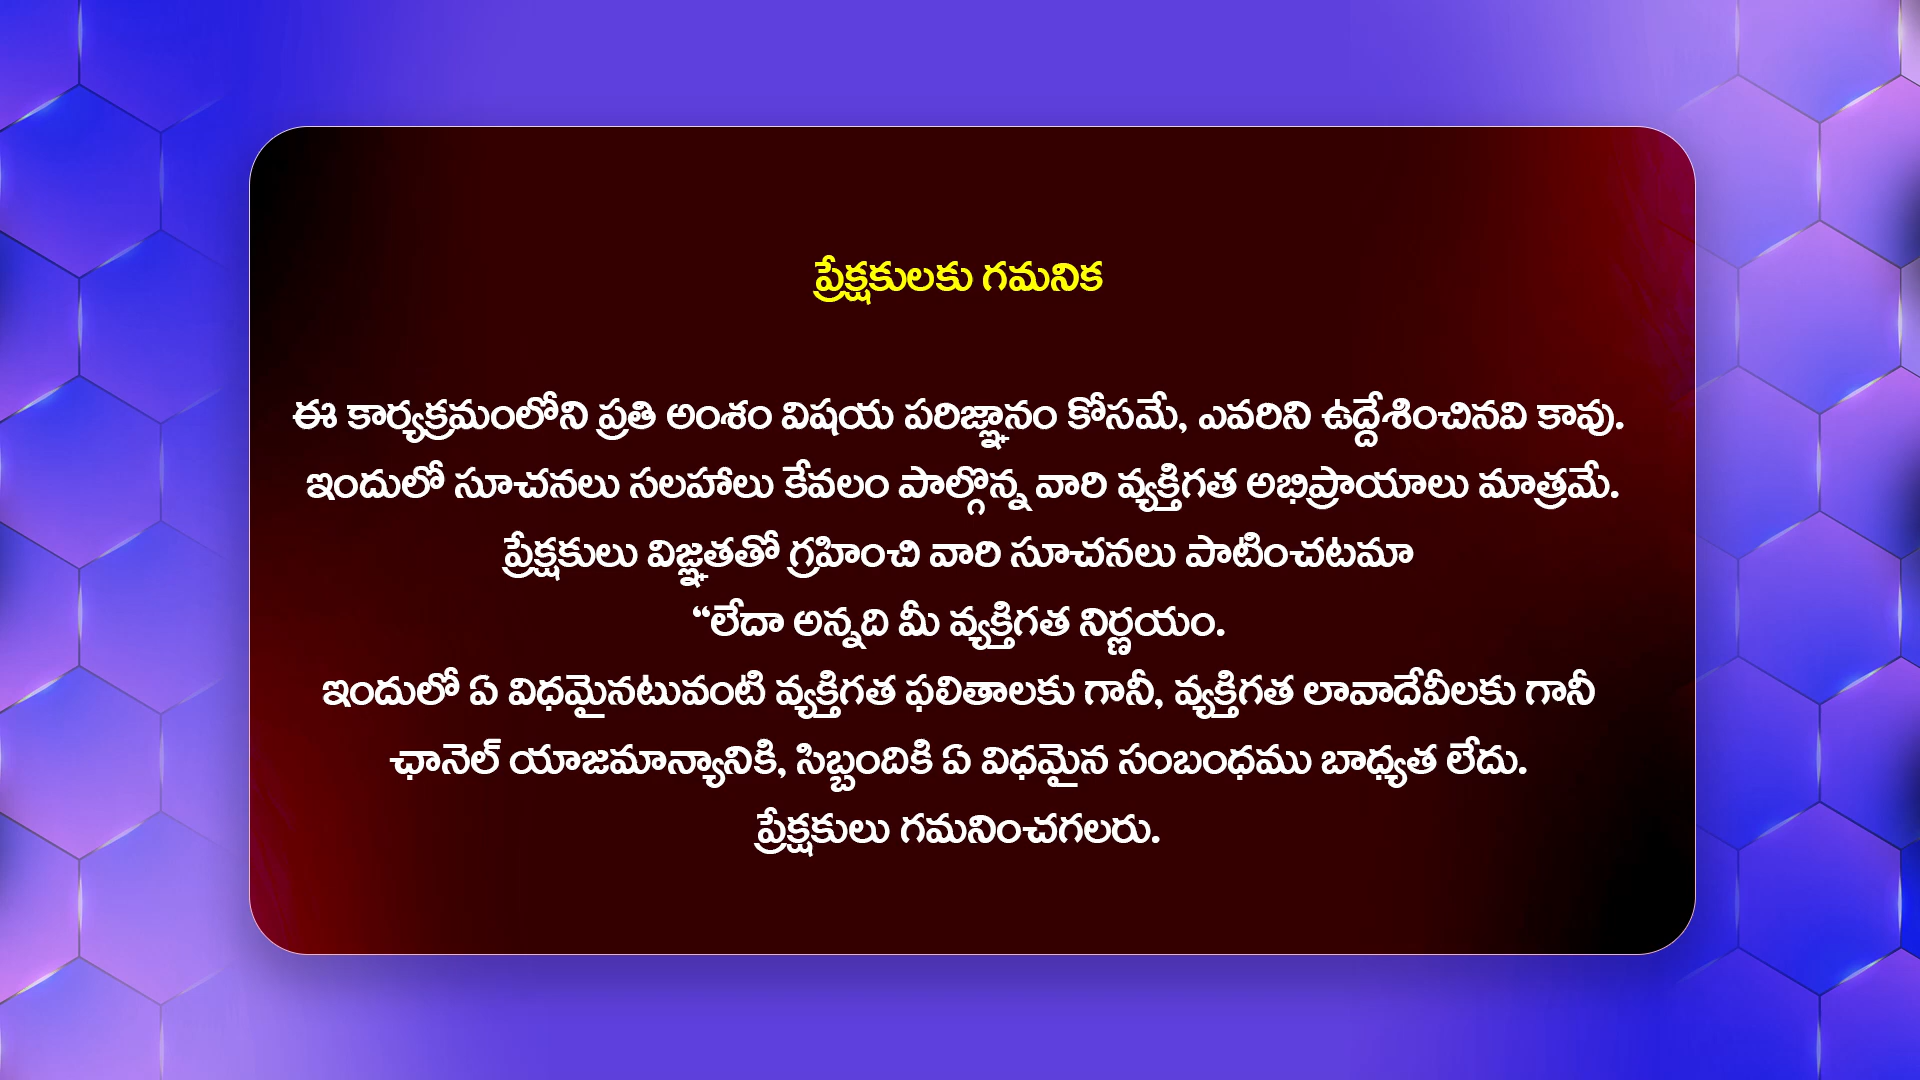 ప్రేక్షకులకు గమనిక
ఈ కార్యక్రమంలోని ప్రతి అంశం విషయ పరిజ్ఞానం కోసమే, ఎవరిని ఉద్దేశించినవి కావు.
ఇందులో సూచనలు సలహాలు కేవలం పాల్గొన్న వారి వ్యక్తిగత అభిప్రాయాలు మాత్రమే.
ప్రేక్షకులు విజ్ఞతతో గ్రహించి వారి సూచనలు పాటించటమా
“లేదా అన్నది మీ వ్యక్తిగత నిర్ణయం.
ఇందులో ఏ విధమైనటువంటి వ్యక్తిగత ఫలితాలకు గానీ, వ్యక్తిగత లావాదేవీలకు గానీ
ఛానెల్ యాజమాన్యానికి, సిబ్బందికి ఏ విధమైన సంబంధము బాధ్యత లేదు.
ప్రేక్షకులు గమనించగలరు.